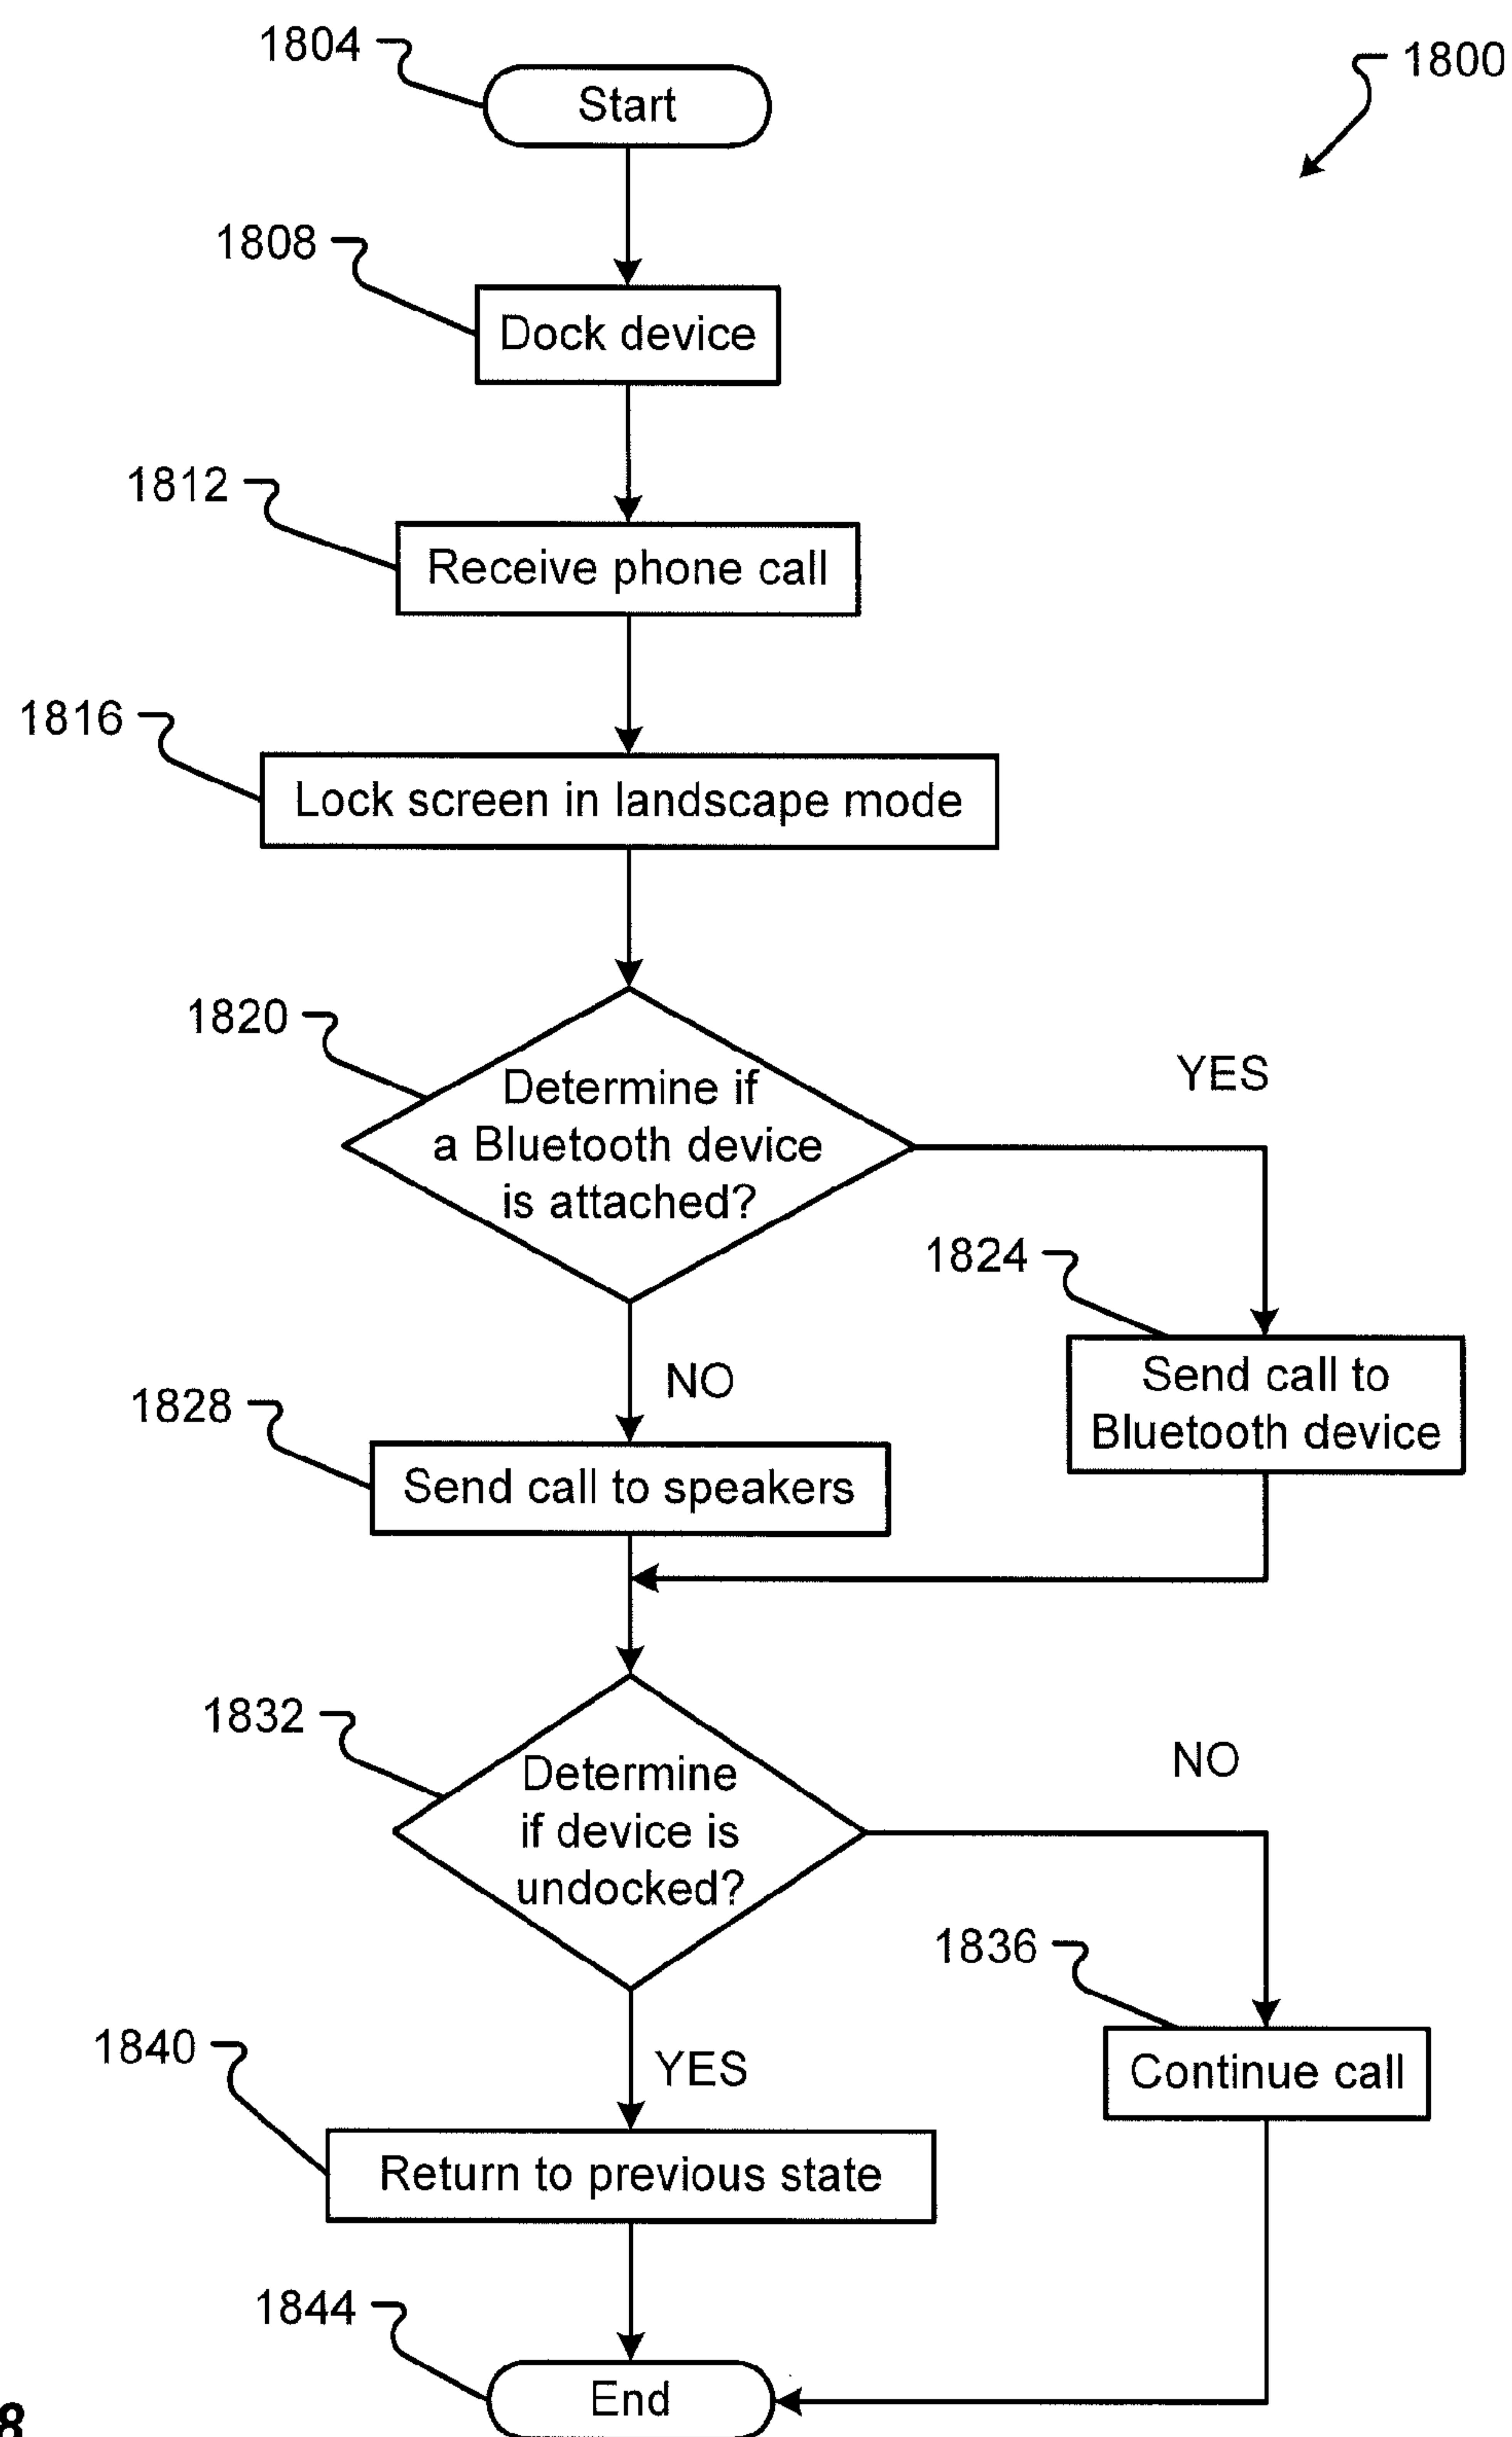 1804
Start
1800
1808
Dock device
1812
Receive phone call
1816
Lock screen in landscape mode
1820
Determine if
a Bluetooth device
is attached?
YES
1824
Send call to
Bluetooth device
NO
1828
Send call to speakers
1832
Determine
if device is
undocked?
NO
1836
Continue call
1840
YES
Return to previous state
1844
End
8